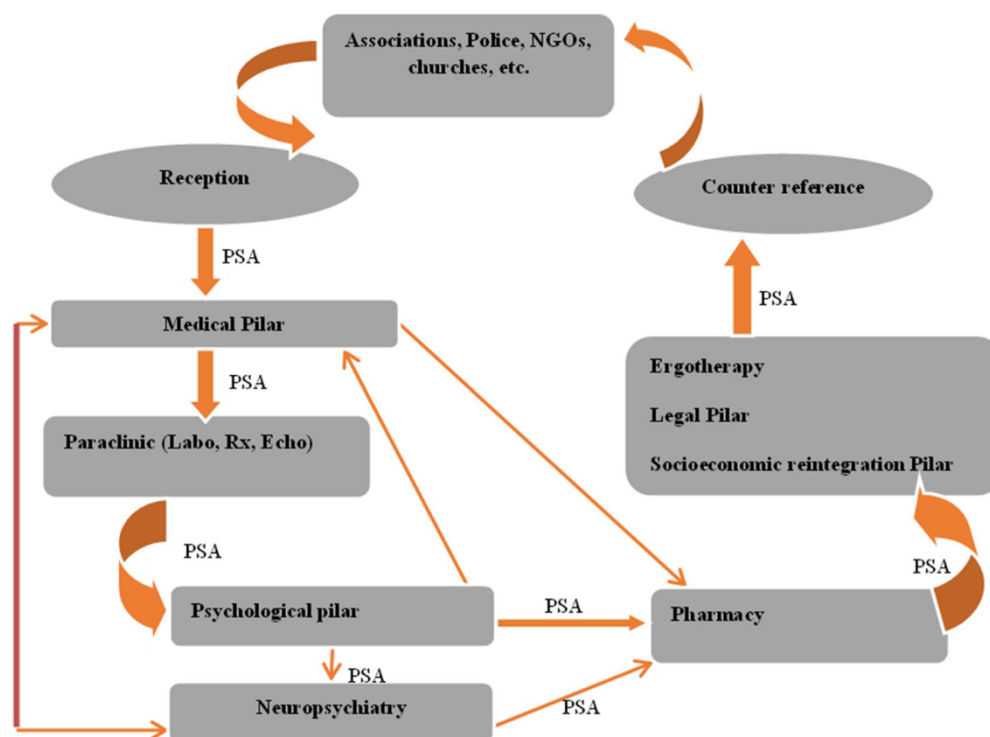 Associations, Police, NGOs,
churches, etc.
Reception
Counter reference
PSA
PSA
Medical Pilar
PSA
Ergotherapy
Legal Pilar
Socioeconomic reintegration Pilar
Paraclinic (Labo, Rx, Echo)
PSA
PSA
Psychological pilar
PSA
Pharmacy
PSA
Neuropsychiatry
PSA